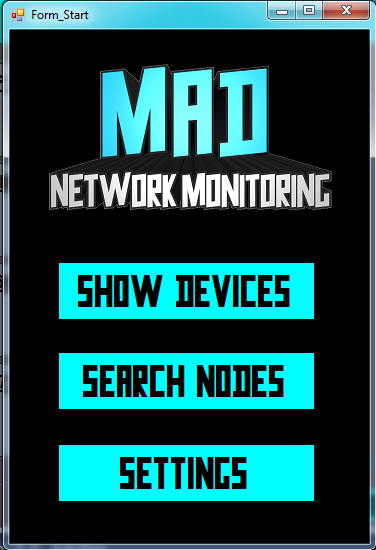 Form_Start
MAD
NETWORK MONITORING
SHOW DEVICES
SEARCH NODES
SETTINGS